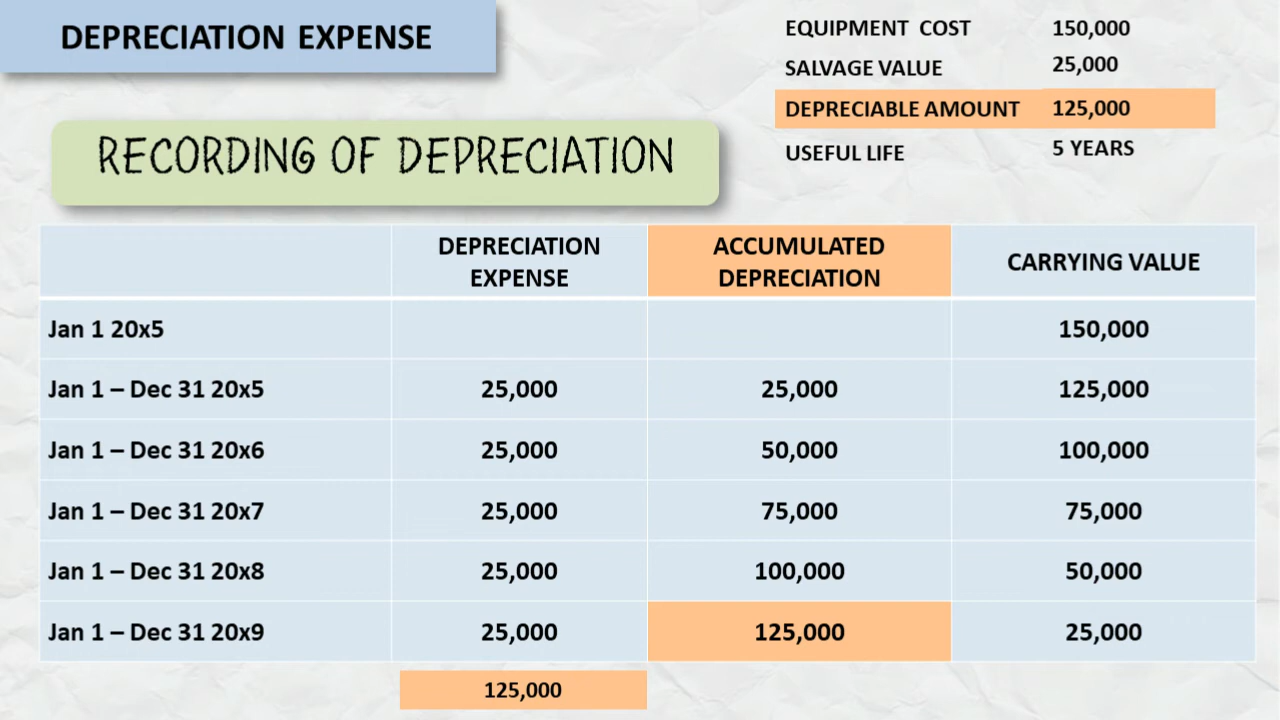 DEPRECIATION EXPENSE
EQUIPMENT COST 150,000
SALVAGE VALUE 25,000
DEPRECIABLE AMOUNT 125,000
USEFUL LIFE 5 YEARS
RECORDING OF DEPRECIATION
DEPRECIATION EXPENSE ACCUMULATED DEPRECIATION CARRYING VALUE
Jan 1 20x5 150,000
Jan 1 – Dec 31 20x5 25,000 25,000 125,000
Jan 1 – Dec 31 20x6 25,000 50,000 100,000
Jan 1 – Dec 31 20x7 25,000 75,000 75,000
Jan 1 – Dec 31 20x8 25,000 100,000 50,000
Jan 1 – Dec 31 20x9 25,000 125,000 25,000
125,000